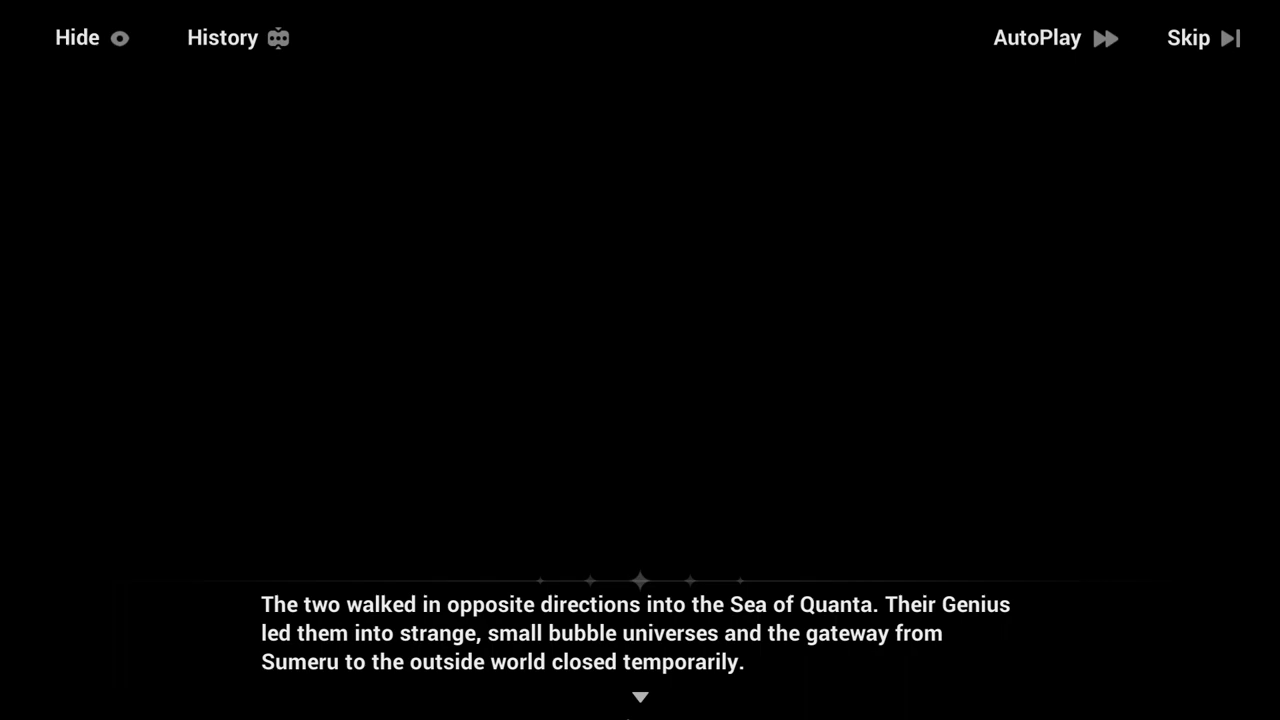 Hide
History
AutoPlay
Skip
The two walked in opposite directions into the Sea of Quanta. Their Genius
led them into strange, small bubble universes and the gateway from
Sumeru to the outside world closed temporarily.